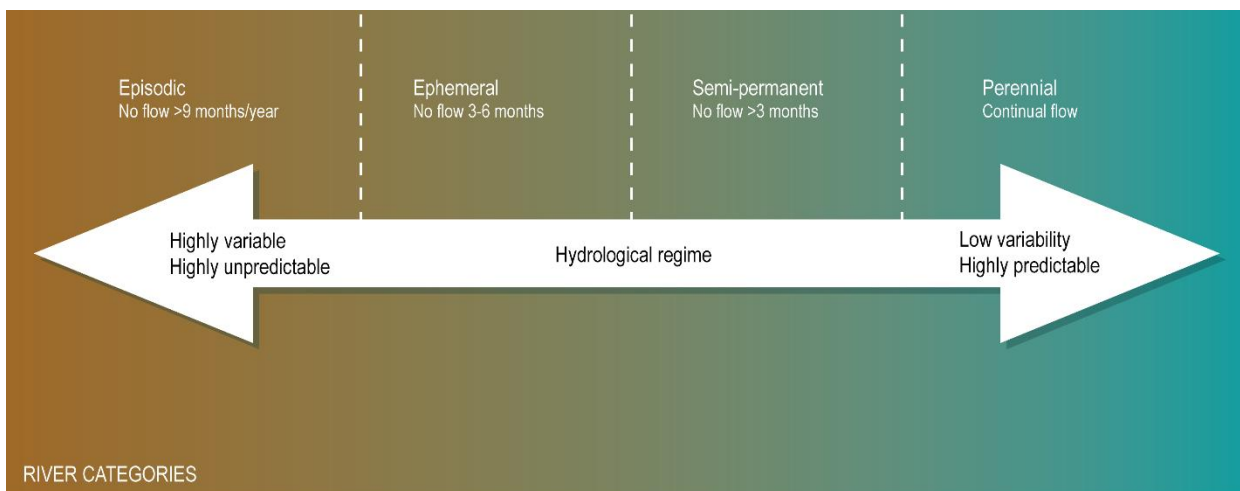 Episodic
No flow >9 months/year
Ephemeral
No flow 3-6 months
Semi-permanent
No flow >3 months
Perennial
Continual flow
Highly variable
Highly unpredictable
Hydrological regime
Low variability
Highly predictable
RIVER CATEGORIES